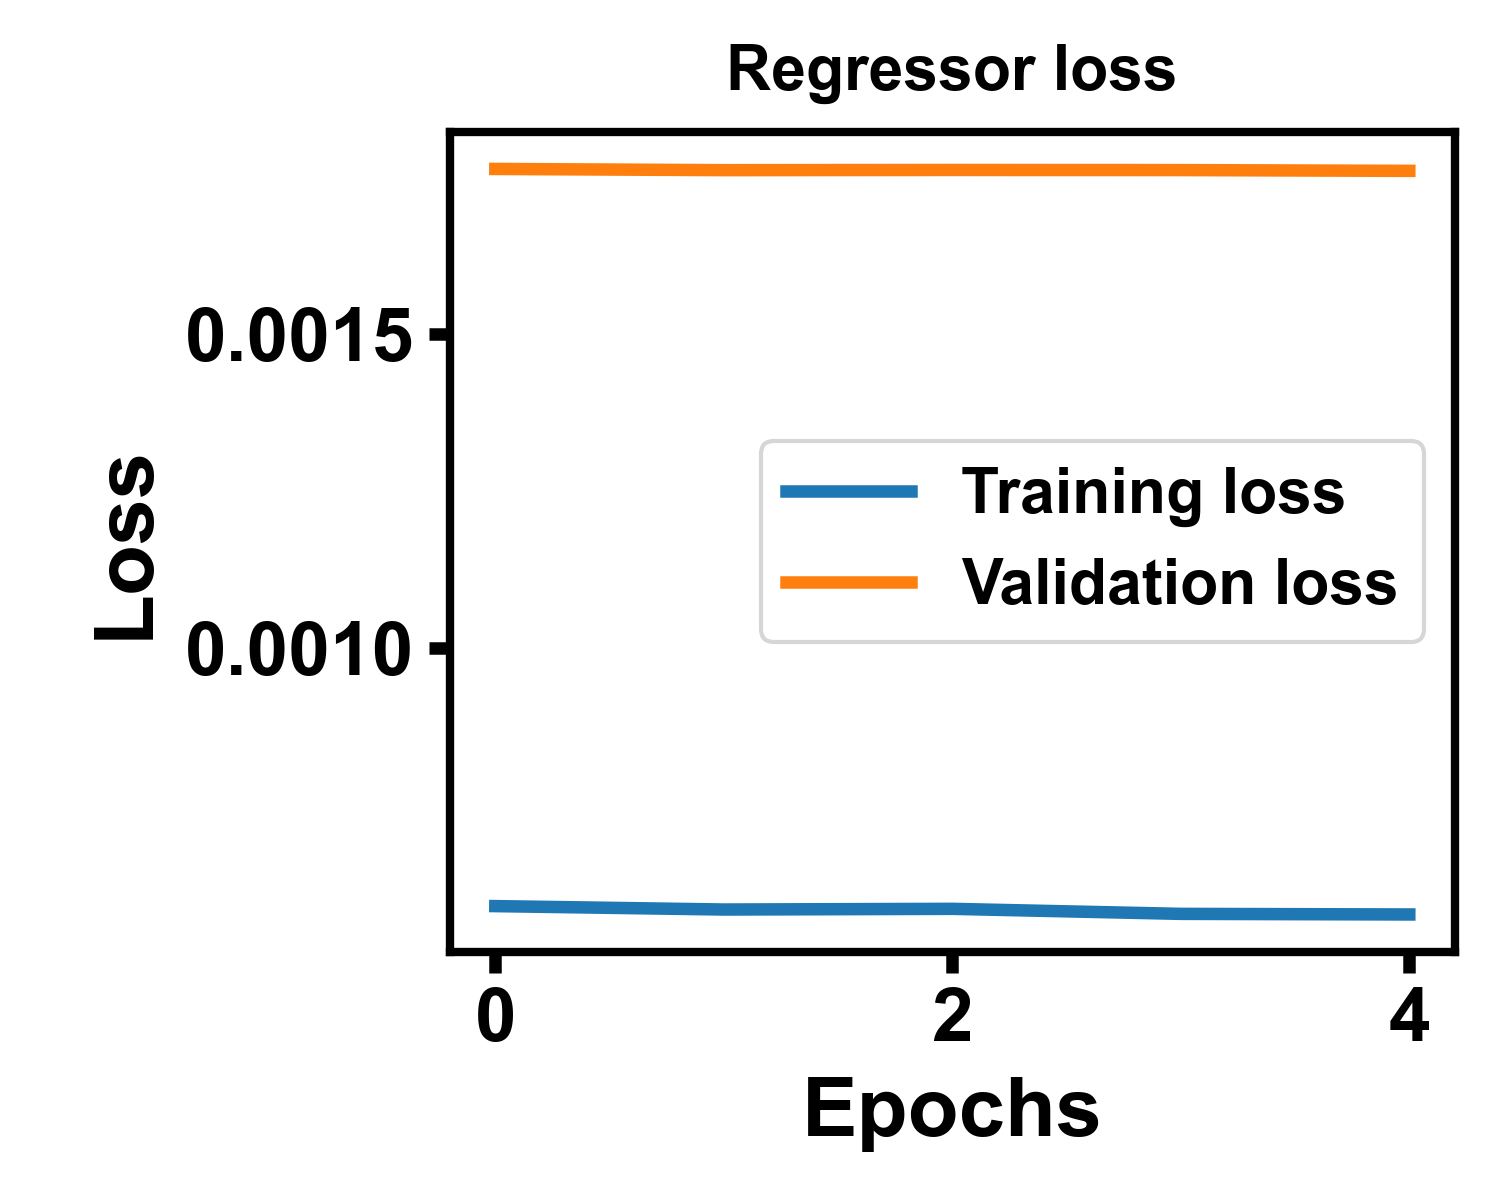 Regressor loss
0.0015
0.0010
Loss
Training loss
Validation loss
0 2 4
Epochs